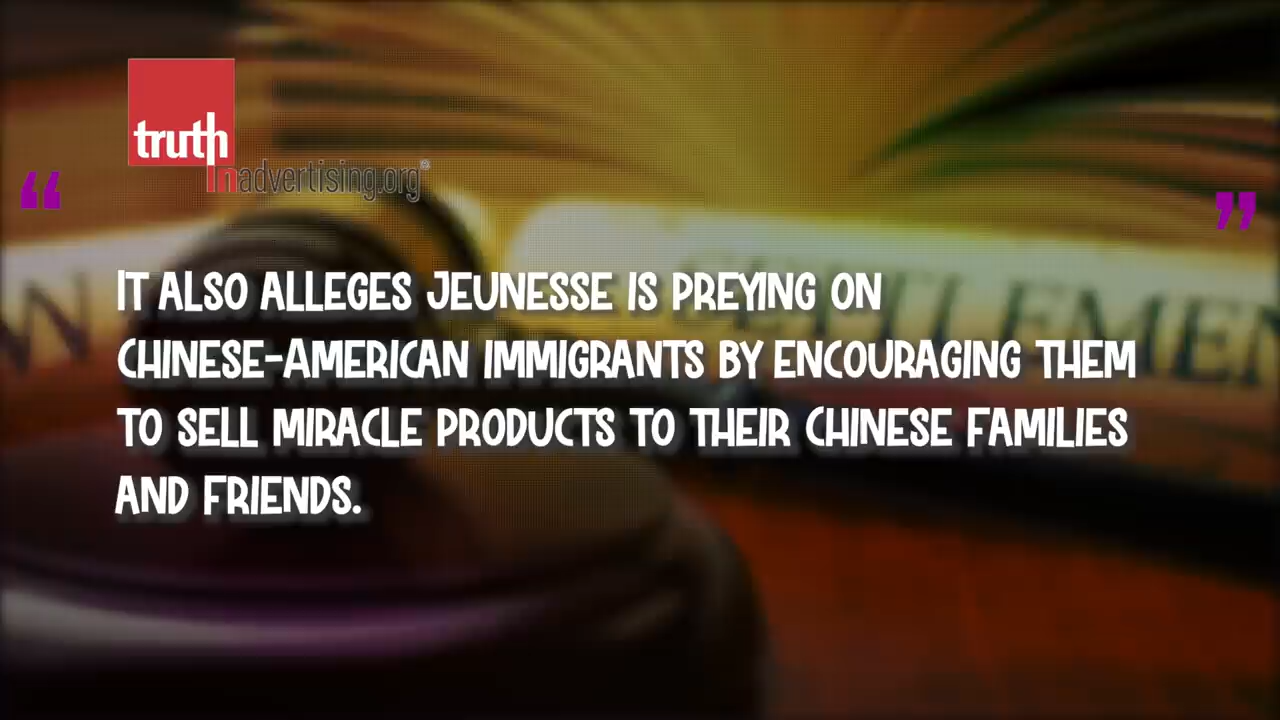 truth
Inadvertising.org®
“ ”
IT ALSO ALLEGES JEUNESSE IS PREYING ON
CHINESE-AMERICAN IMMIGRANTS BY ENCOURAGING THEM
TO SELL MIRACLE PRODUCTS TO THEIR CHINESE FAMILIES
AND FRIENDS.
W
SETTLEMEN